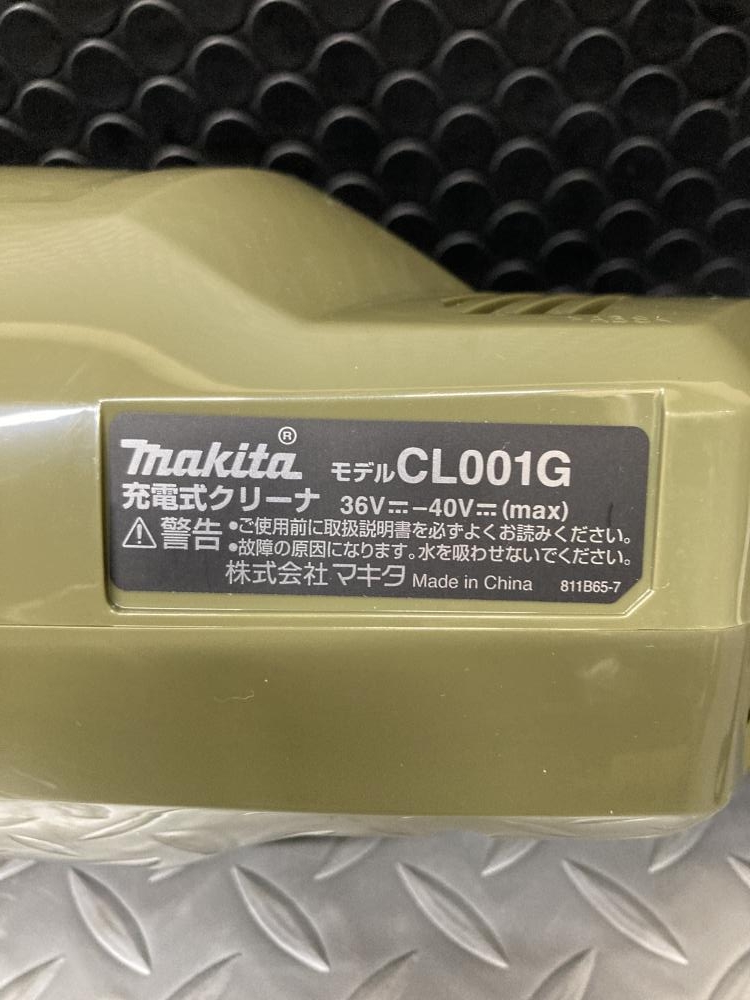 makita® モデルCL001G
充電式クリーナ 36V⎓-40V⎓(max)
⚠警告 •ご使用前に取扱説明書を必ずよくお読みください。
•故障の原因になります。水を吸わせないでください。
株式会社マキタ Made in China 811B65-7